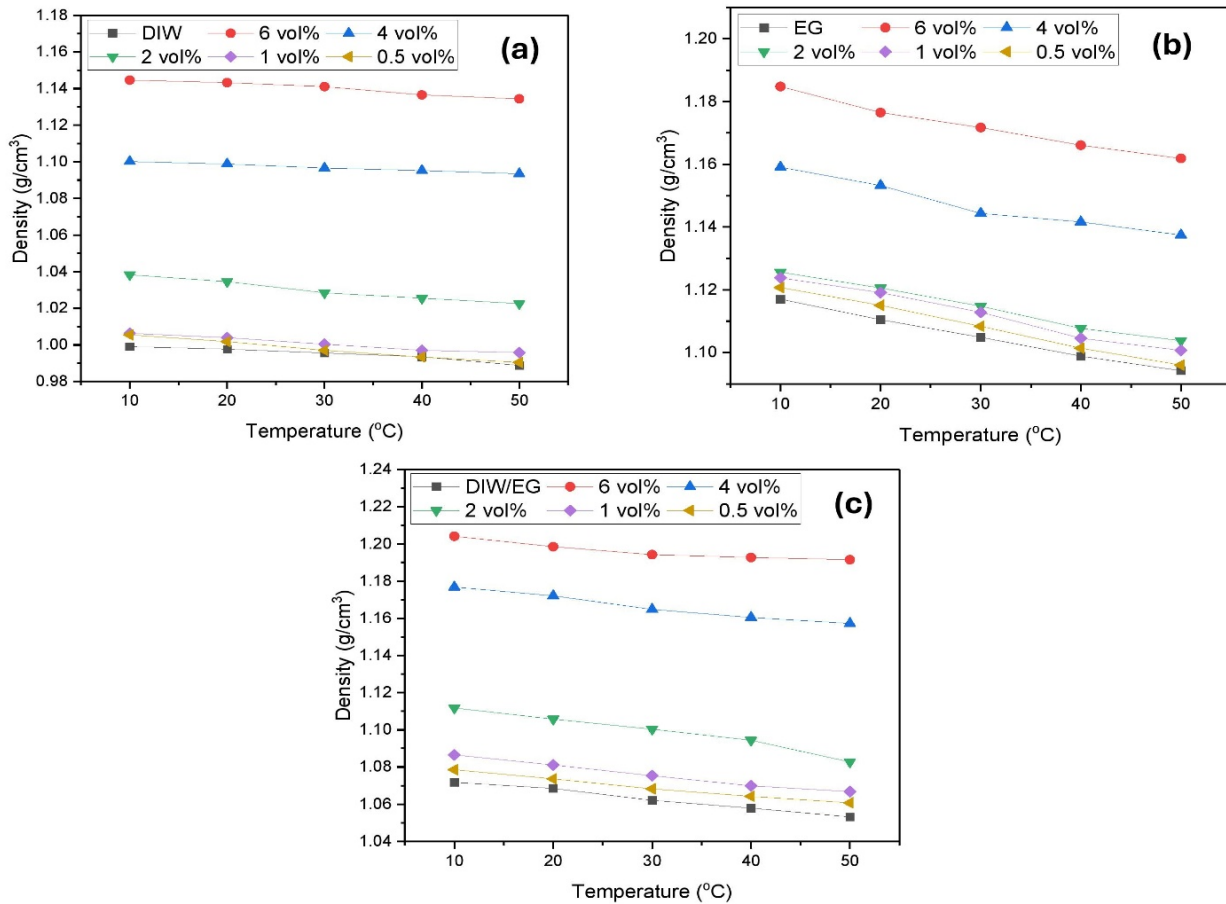 DIW 6 vol% 4 vol%
2 vol% 1 vol% 0.5 vol%
(a)
1.18
1.16
1.14
1.12
1.10
1.08
1.06
1.04
1.02
1.00
0.98
Density (g/cm³)
10 20 30 40 50
Temperature (°C)
EG 6 vol% 4 vol%
2 vol% 1 vol% 0.5 vol%
(b)
1.20
1.18
1.16
1.14
1.12
1.10
Density (g/cm³)
10 20 30 40 50
Temperature (°C)
DIW/EG 6 vol% 4 vol%
2 vol% 1 vol% 0.5 vol%
(c)
1.24
1.22
1.20
1.18
1.16
1.14
1.12
1.10
1.08
1.06
1.04
Density (g/cm³)
10 20 30 40 50
Temperature (°C)